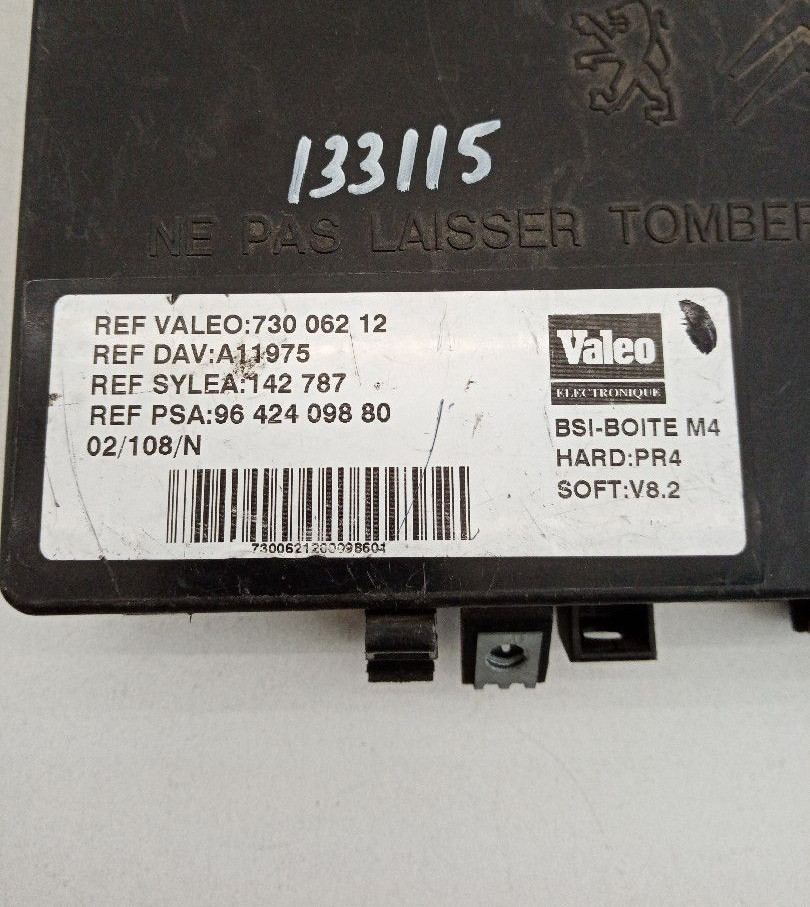 133115
NE PAS LAISSER TOMBER
REF VALEO:730 062 12
REF DAV:A11975
REF SYLEA:142 787
REF PSA:96 424 098 80
02/108/N
7300621200098601
Valeo
ELECTRONIQUE
BSI-BOITE M4
HARD:PR4
SOFT:V8.2